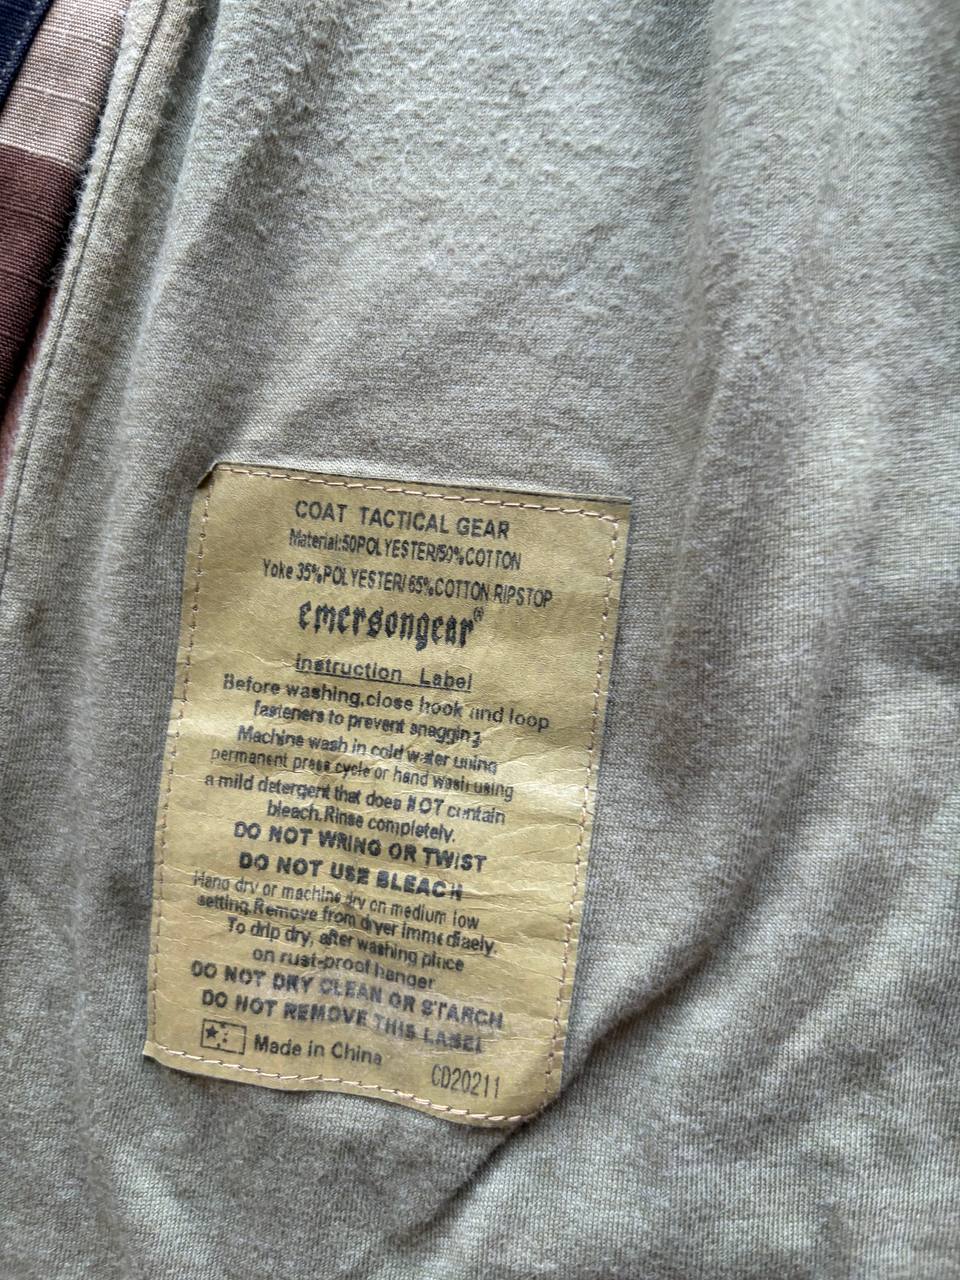 COAT TACTICAL GEAR
Material:50POLYESTER/50%COTTON
Yoke 35%POLYESTER/65%COTTON RIPSTOP
emersongear®
Instruction Label
Before washing,close hook and loop
fasteners to prevent snagging
Machine wash in cold water using
permanent press cycle or hand wash using
a mild detergent that does NOT contain
bleach.Rinse completely.
DO NOT WRING OR TWIST
DO NOT USE BLEACH
Hand dry or machine dry on medium low
setting.Remove from dryer immediaely.
To drip dry, after washing place
on rust-proof hanger
DO NOT DRY CLEAN OR STARCH
DO NOT REMOVE THIS LABEL
Made in China
CD20211